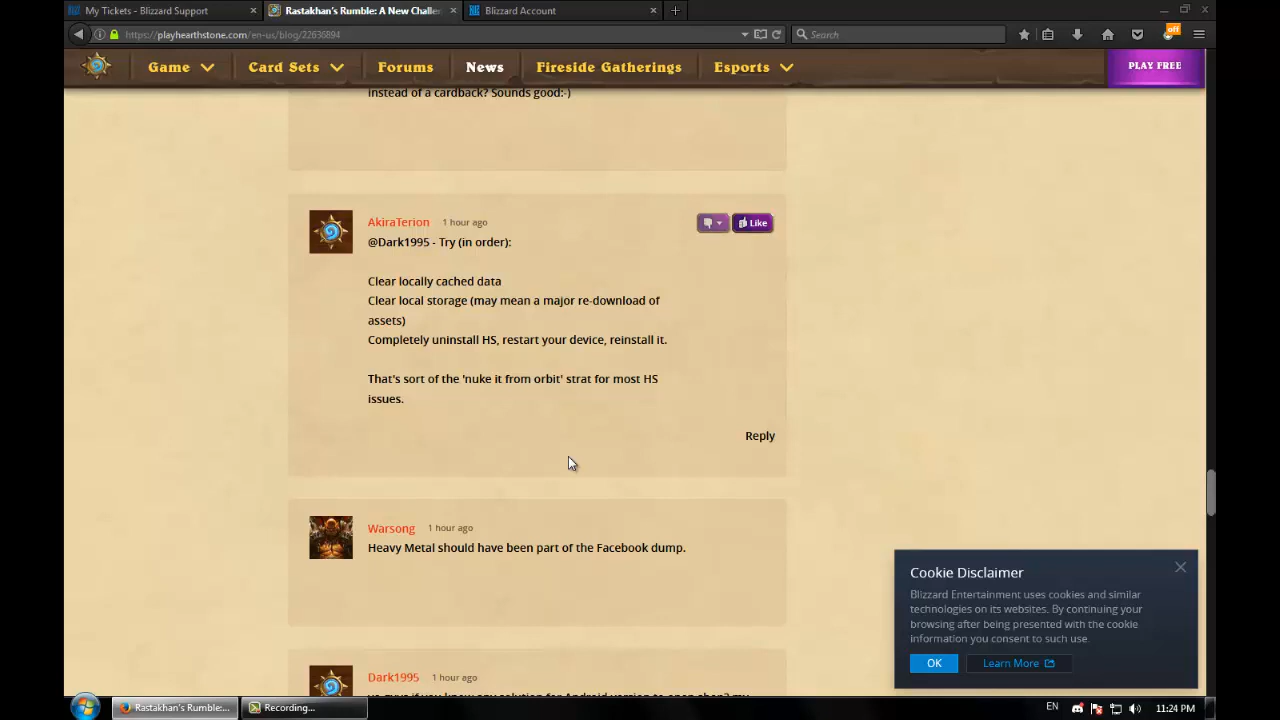 My Tickets - Blizzard Support
Rastakhan's Rumble: A New Challen
Blizzard Account
https://playhearthstone.com/en-us/blog/22636894
Search
off
Game
Card Sets
Forums
News
Fireside Gatherings
Esports
PLAY FREE
instead of a cardback? Sounds good:-)
AkiraTerion 1 hour ago
Like
@Dark1995 - Try (in order):
Clear locally cached data
Clear local storage (may mean a major re-download of
assets)
Completely uninstall HS, restart your device, reinstall it.
That's sort of the 'nuke it from orbit' strat for most HS
issues.
Reply
Warsong 1 hour ago
Heavy Metal should have been part of the Facebook dump.
Dark1995 1 hour ago
Cookie Disclaimer
Blizzard Entertainment uses cookies and similar
technologies on its websites. By continuing your
browsing after being presented with the cookie
information you consent to such use.
OK
Learn More
Rastakhan's Rumble:...
Recording...
EN
11:24 PM